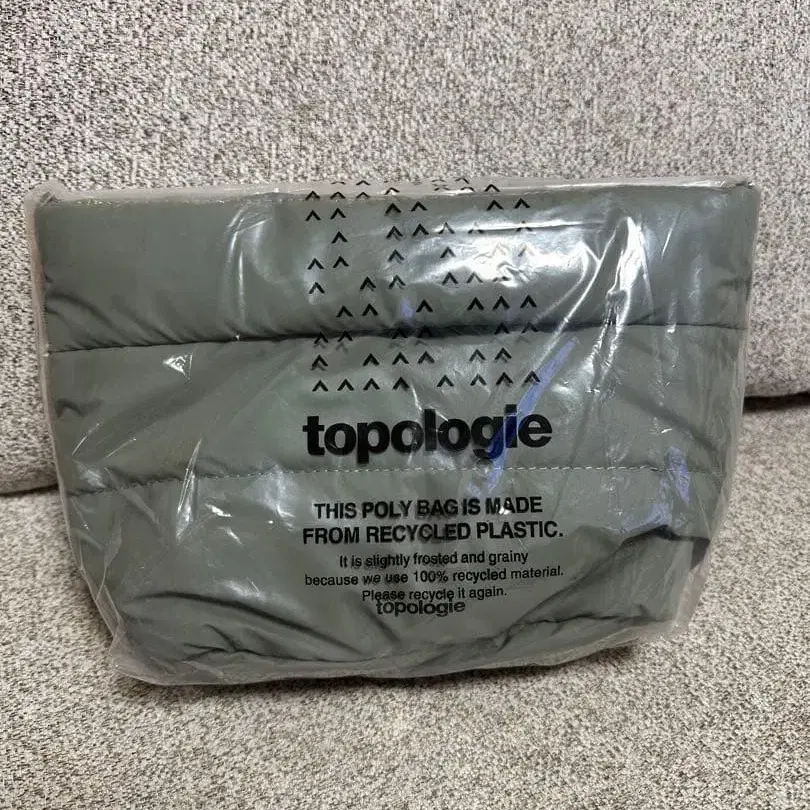 topologie
THIS POLY BAG IS MADE
FROM RECYCLED PLASTIC.
It is slightly frosted and grainy
because we use 100% recycled material.
Please recycle it again.
topologie